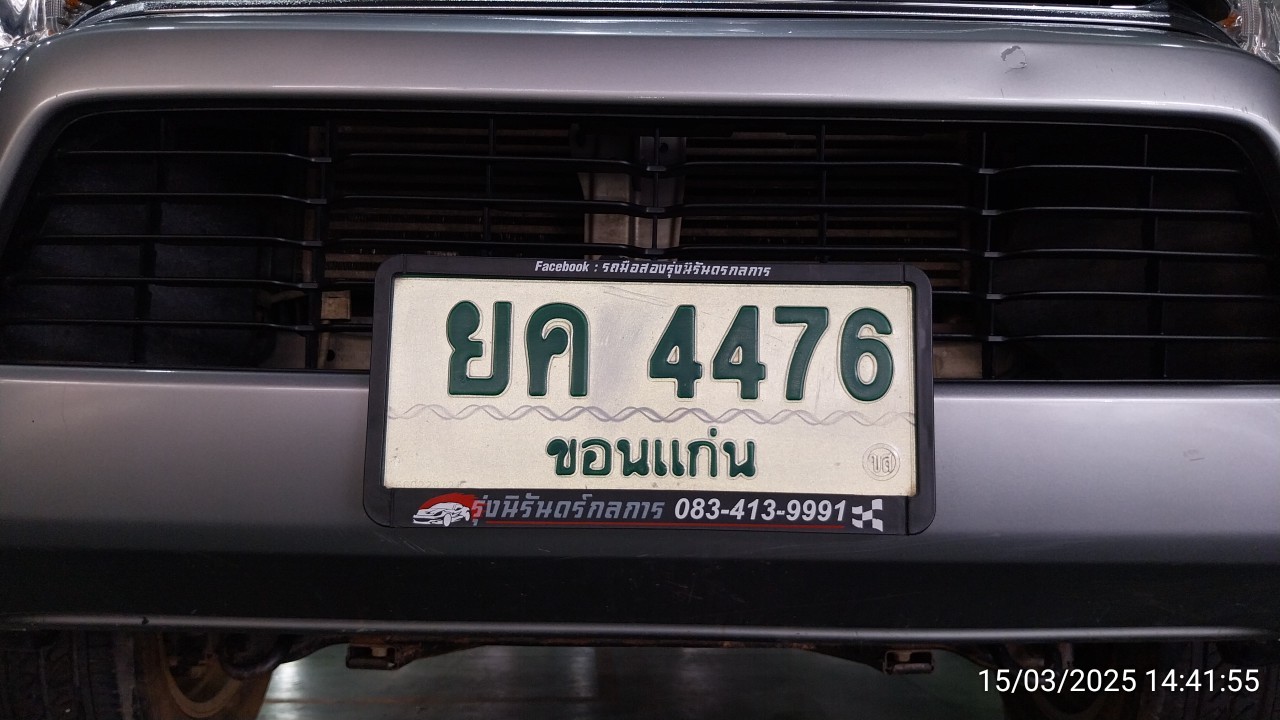 Facebook : รถมือสองรุ่งนิรันดรกลการ
ยค 4476
ขอนแก่น
ขส
รุ่งนิรันดร์กลการ 083-413-9991
15/03/2025 14:41:55